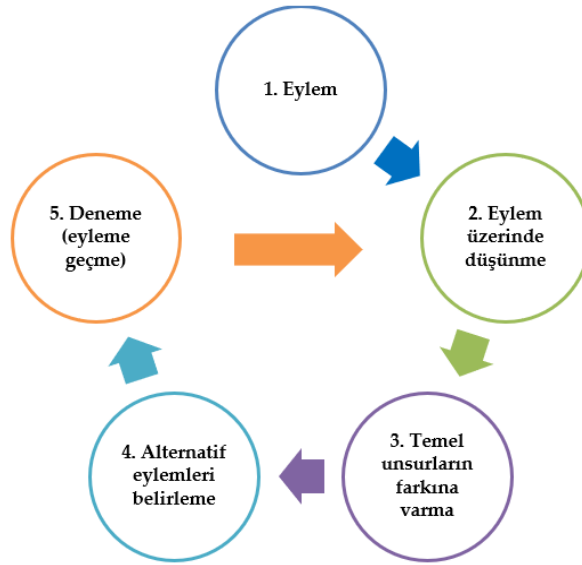 1. Eylem
2. Eylem
üzerinde
düşünme
3. Temel
unsurların
farkına
varma
4. Alternatif
eylemleri
belirleme
5. Deneme
(eyleme
geçme)